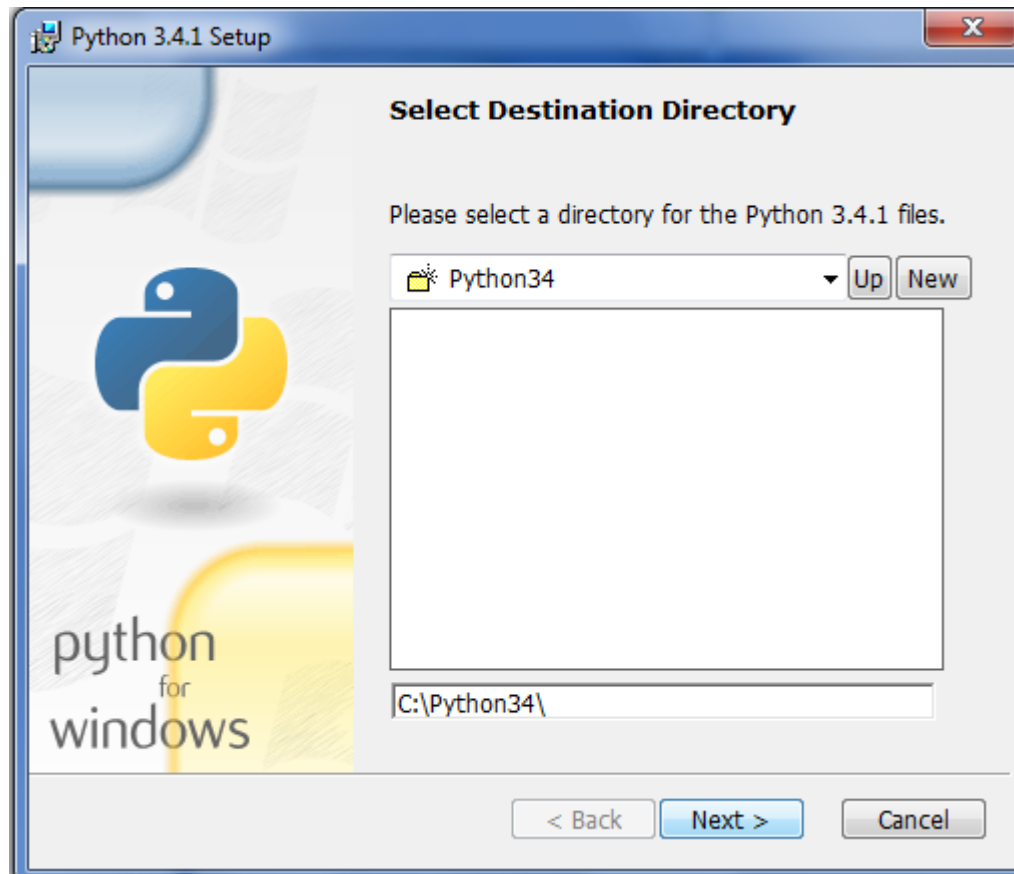 Python 3.4.1 Setup
X
Select Destination Directory
Please select a directory for the Python 3.4.1 files.
Python34
Up New
C:\Python34\
python
for
windows
< Back Next > Cancel